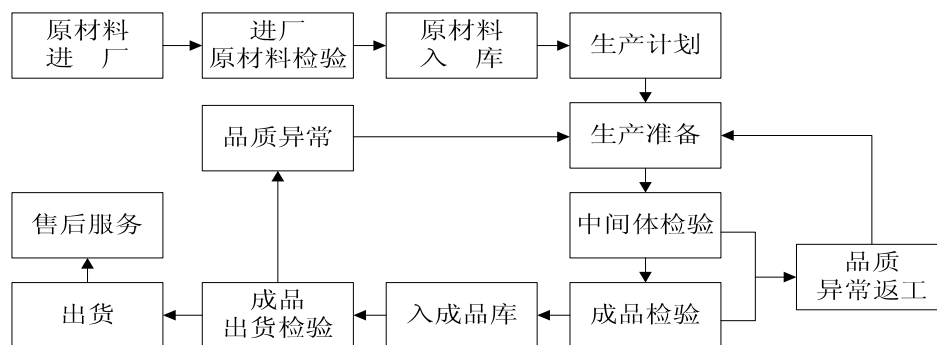 原材料
进 厂
进厂
原材料检验
原材料
入 库
生产计划
品质异常
生产准备
售后服务
中间体检验
品质
异常返工
出货
成品
出货检验
入成品库
成品检验